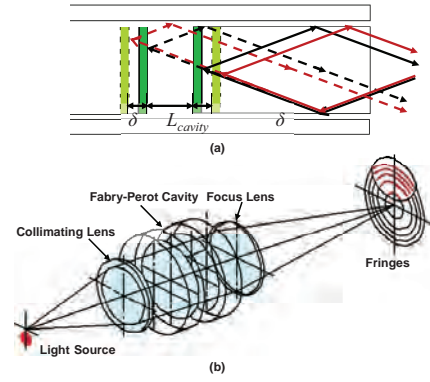 δ L_cavity δ
(a)
Fabry-Perot Cavity
Focus Lens
Collimating Lens
Fringes
Light Source
(b)